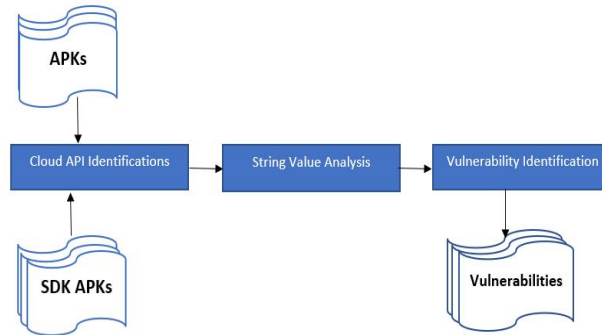 APKs
Cloud API Identifications
String Value Analysis
Vulnerability Identification
SDK APKs
Vulnerabilities